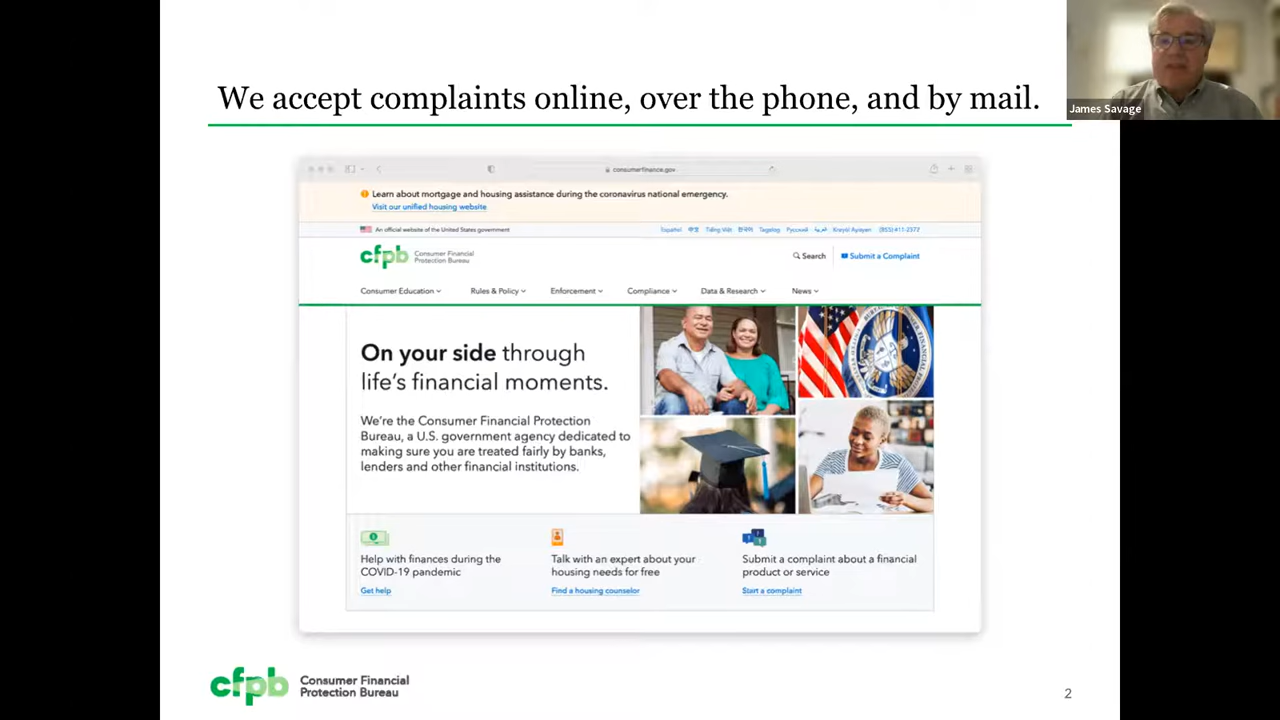 We accept complaints online, over the phone, and by mail.
James Savage
consumerfinance.gov
Learn about mortgage and housing assistance during the coronavirus national emergency.
Visit our unified housing website
An official website of the United States government
Español 中文 Tiếng Việt 한국어 Tagalog Pусский العربية Kreyòl Ayisyen (855) 411-2372
cfpb Consumer Financial
Protection Bureau
Search Submit a Complaint
Consumer Education Rules & Policy Enforcement Compliance Data & Research News
On your side through
life's financial moments.
We're the Consumer Financial Protection
Bureau, a U.S. government agency dedicated to
making sure you are treated fairly by banks,
lenders and other financial institutions.
Help with finances during the
COVID-19 pandemic
Get help
Talk with an expert about your
housing needs for free
Find a housing counselor
Submit a complaint about a financial
product or service
Start a complaint
cfpb Consumer Financial
Protection Bureau
2